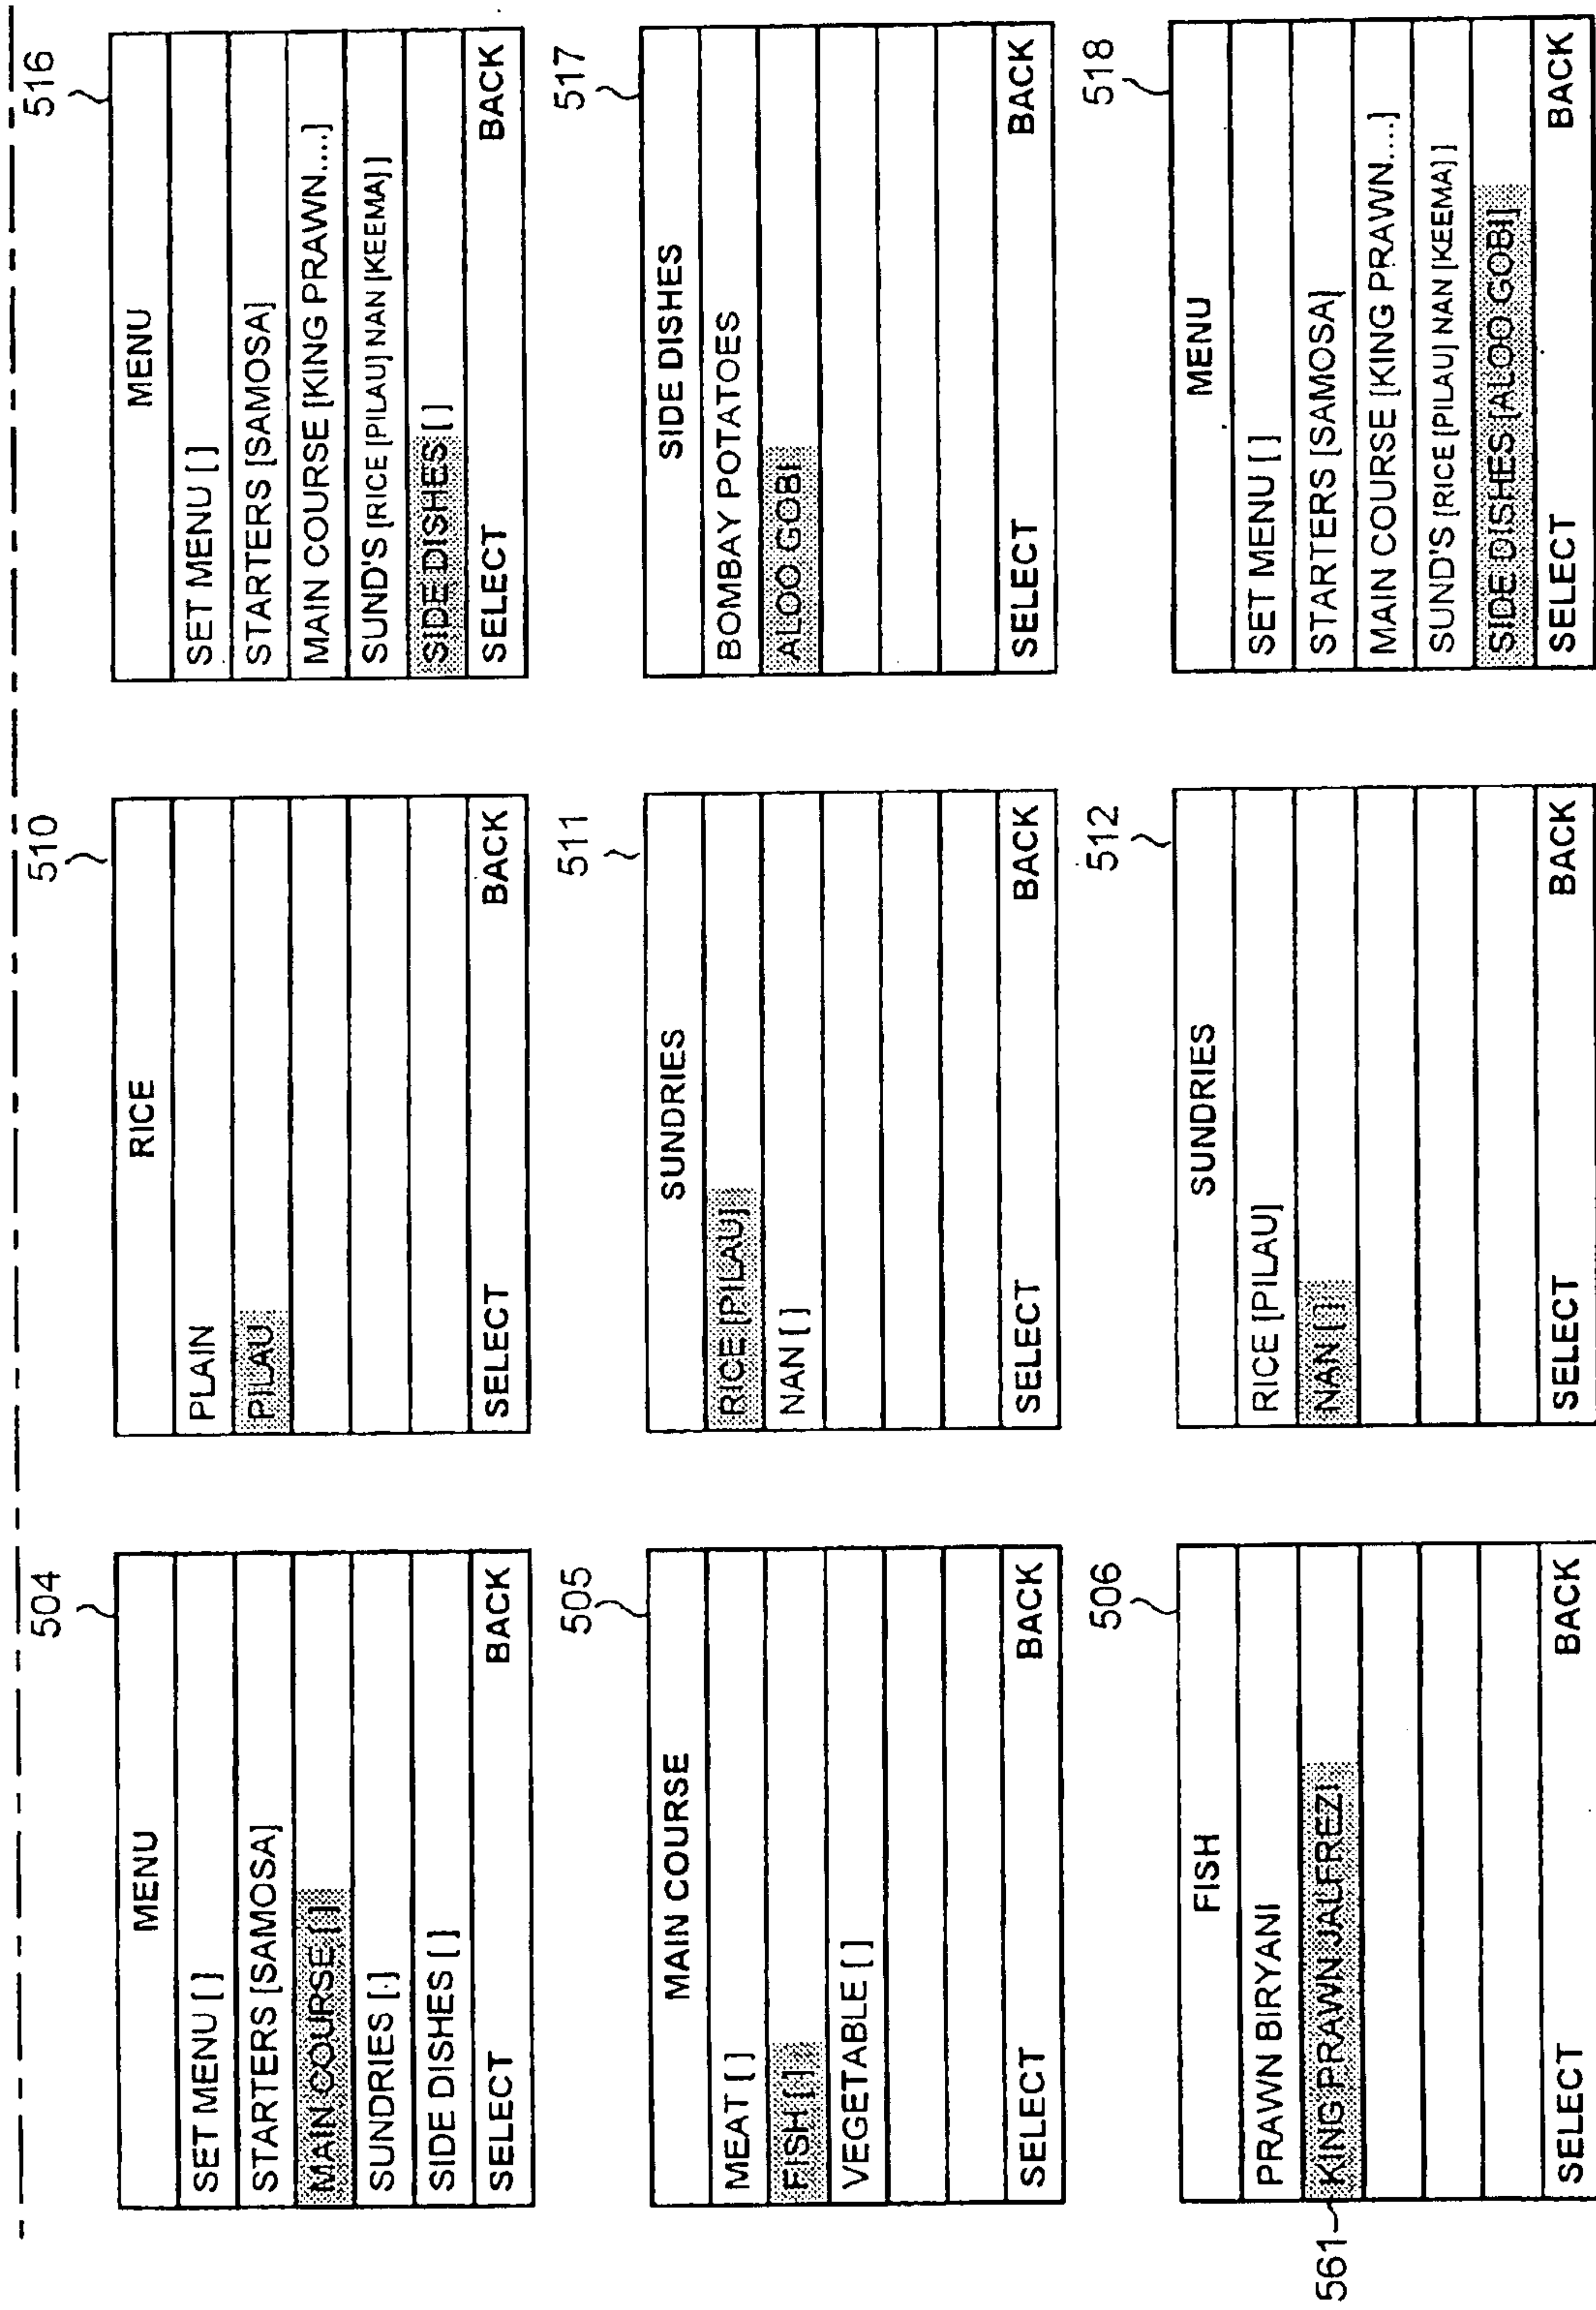 504
MENU
SET MENU [ ]
STARTERS [SAMOSA]
MAIN COURSE [ ]
SUNDRIES [ ]
SIDE DISHES [ ]
SELECT BACK
505
MAIN COURSE
MEAT [ ]
FISH [ ]
VEGETABLE [ ]
SELECT BACK
506
FISH
PRAWN BIRYANI
561
KING PRAWN JALFREZI
SELECT BACK
510
RICE
PLAIN
PILAU
SELECT BACK
511
SUNDRIES
RICE [PILAU]
NAN [ ]
SELECT BACK
512
SUNDRIES
RICE [PILAU]
NAN [ ]
SELECT BACK
516
MENU
SET MENU [ ]
STARTERS [SAMOSA]
MAIN COURSE [KING PRAWN....]
SUND'S [RICE [PILAU] NAN [KEEMA] ]
SIDE DISHES [ ]
SELECT BACK
517
SIDE DISHES
BOMBAY POTATOES
ALOO GOBI
SELECT BACK
518
MENU
SET MENU [ ]
STARTERS [SAMOSA]
MAIN COURSE [KING PRAWN....]
SUND'S [RICE [PILAU] NAN [KEEMA] ]
SIDE DISHES [ALOO GOBI]
SELECT BACK